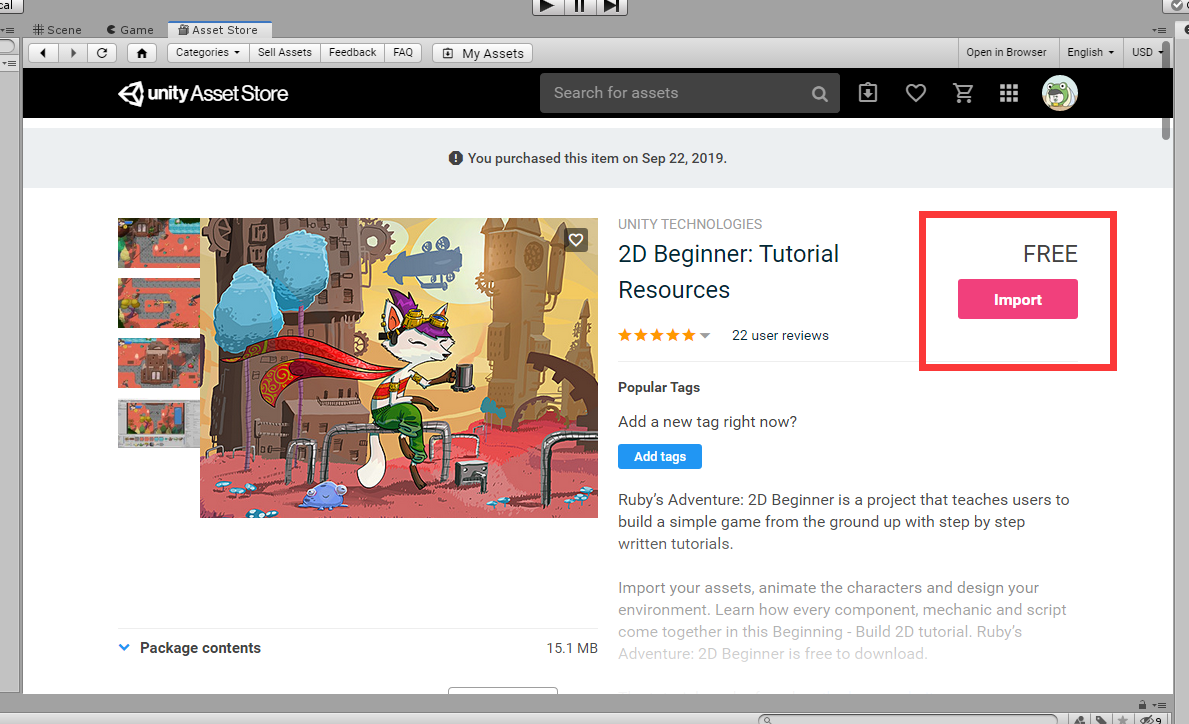 cal
Scene
Game
Asset Store
Categories
Sell Assets
Feedback
FAQ
My Assets
Open in Browser
English
USD
unity Asset Store
Search for assets
You purchased this item on Sep 22, 2019.
UNITY TECHNOLOGIES
2D Beginner: Tutorial
Resources
22 user reviews
FREE
Import
Popular Tags
Add a new tag right now?
Add tags
Ruby’s Adventure: 2D Beginner is a project that teaches users to
build a simple game from the ground up with step by step
written tutorials.
Import your assets, animate the characters and design your
environment. Learn how every component, mechanic and script
come together in this Beginning - Build 2D tutorial. Ruby’s
Adventure: 2D Beginner is free to download.
Package contents
15.1 MB
9